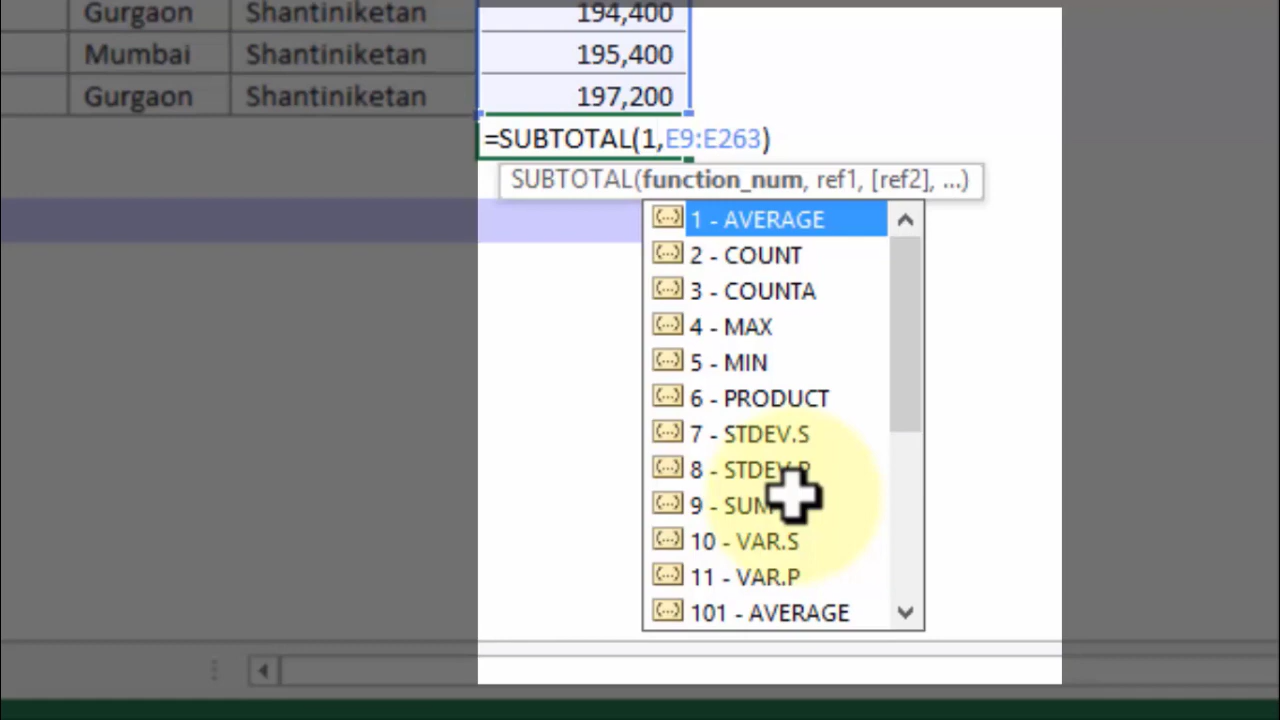 Gurgaon Shantiniketan 194,400
Mumbai Shantiniketan 195,400
Gurgaon Shantiniketan 197,200
=SUBTOTAL(1,E9:E263)
SUBTOTAL(function_num, ref1, [ref2], ...)
(...) 1 - AVERAGE
(...) 2 - COUNT
(...) 3 - COUNTA
(...) 4 - MAX
(...) 5 - MIN
(...) 6 - PRODUCT
(...) 7 - STDEV.S
(...) 8 - STDEV.P
(...) 9 - SUM
(...) 10 - VAR.S
(...) 11 - VAR.P
(...) 101 - AVERAGE